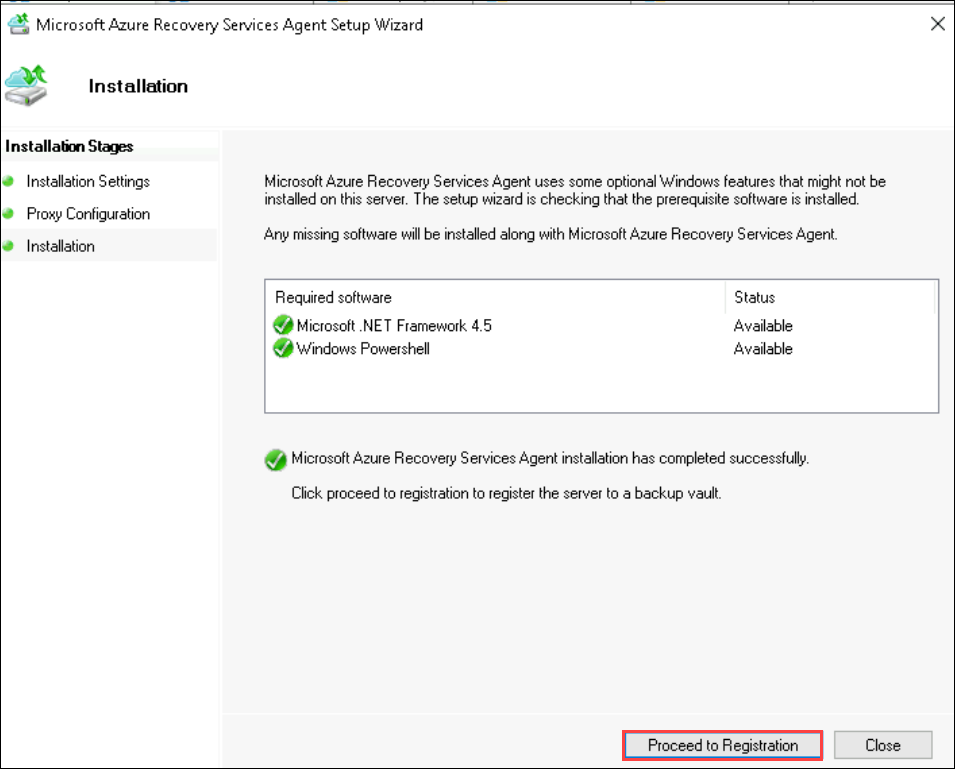 Microsoft Azure Recovery Services Agent Setup Wizard
Installation
Installation Stages
Installation Settings
Proxy Configuration
Installation
Microsoft Azure Recovery Services Agent uses some optional Windows features that might not be
installed on this server. The setup wizard is checking that the prerequisite software is installed.
Any missing software will be installed along with Microsoft Azure Recovery Services Agent.
Required software Status
Microsoft .NET Framework 4.5 Available
Windows Powershell Available
Microsoft Azure Recovery Services Agent installation has completed successfully.
Click proceed to registration to register the server to a backup vault.
Proceed to Registration Close